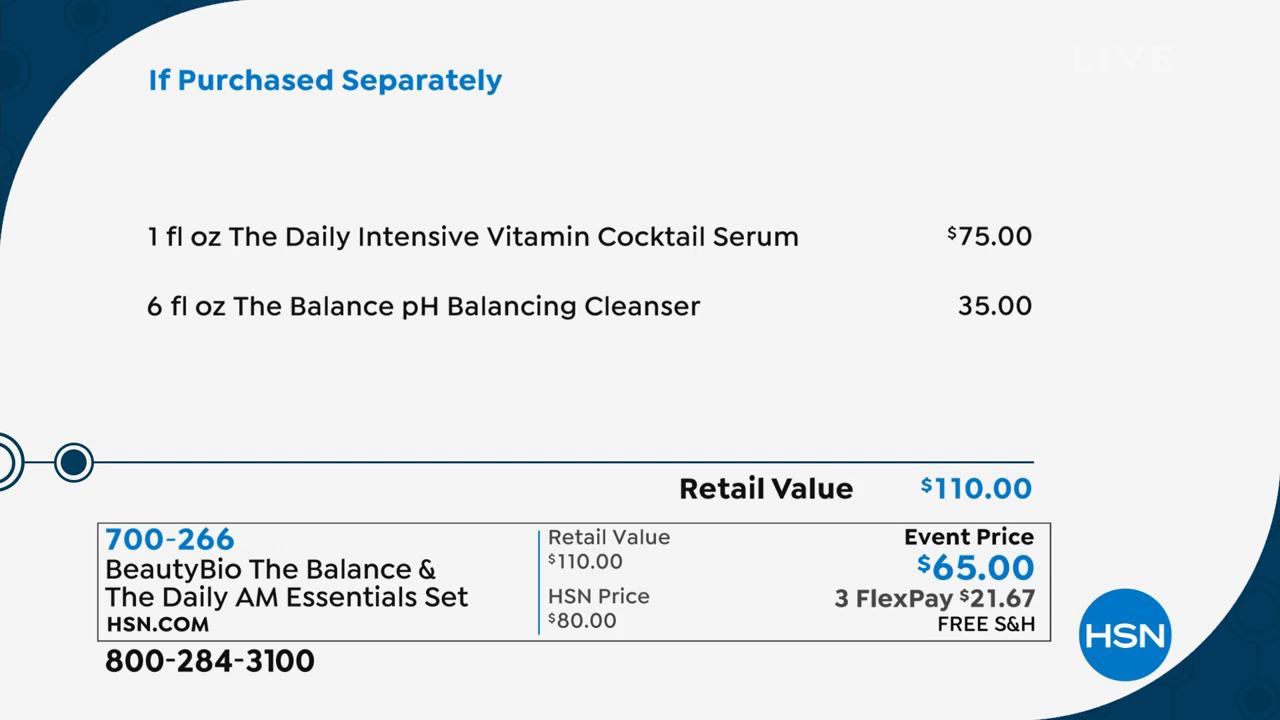 LIVE
If Purchased Separately
1 fl oz The Daily Intensive Vitamin Cocktail Serum $75.00
6 fl oz The Balance pH Balancing Cleanser 35.00
Retail Value $110.00
700-266
BeautyBio The Balance &
The Daily AM Essentials Set
HSN.COM
Retail Value
$110.00
HSN Price
$80.00
Event Price
$65.00
3 FlexPay $21.67
FREE S&H
800-284-3100
HSN